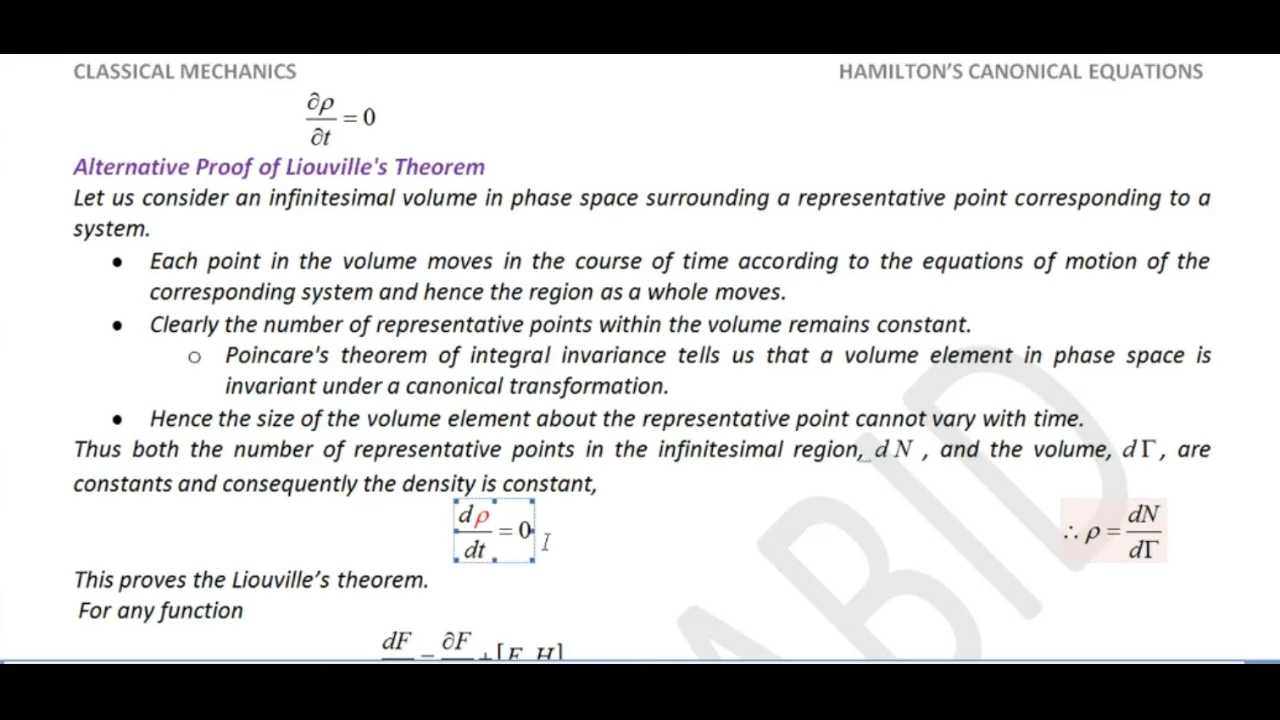 CLASSICAL MECHANICS HAMILTON'S CANONICAL EQUATIONS
∂ρ/∂t = 0
Alternative Proof of Liouville's Theorem
Let us consider an infinitesimal volume in phase space surrounding a representative point corresponding to a
system.
• Each point in the volume moves in the course of time according to the equations of motion of the
corresponding system and hence the region as a whole moves.
• Clearly the number of representative points within the volume remains constant.
o Poincare's theorem of integral invariance tells us that a volume element in phase space is
invariant under a canonical transformation.
• Hence the size of the volume element about the representative point cannot vary with time.
Thus both the number of representative points in the infinitesimal region, dN , and the volume, dΓ, are
constants and consequently the density is constant,
dρ/dt = 0 ∴ ρ = dN/dΓ
This proves the Liouville’s theorem.
For any function
dF ∂F
= +[F, H]
ABID